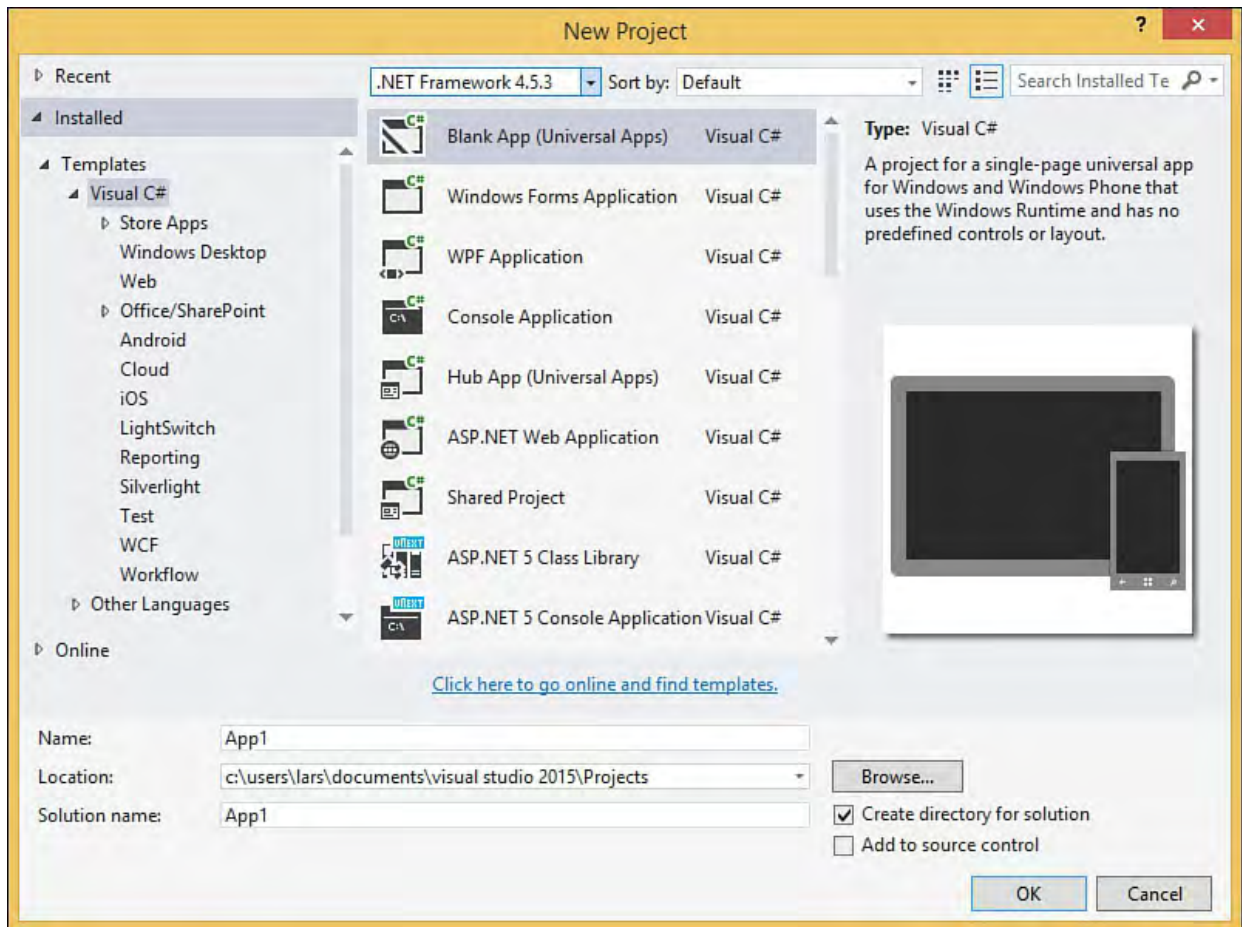 New Project
?
Recent
Installed
Templates
Visual C#
Store Apps
Windows Desktop
Web
Office/SharePoint
Android
Cloud
iOS
LightSwitch
Reporting
Silverlight
Test
WCF
Workflow
Other Languages
Online
.NET Framework 4.5.3
Sort by: Default
Search Installed Te
C# Blank App (Universal Apps) Visual C#
C# Windows Forms Application Visual C#
C# WPF Application Visual C#
C# C:\ Console Application Visual C#
C# Hub App (Universal Apps) Visual C#
C# ASP.NET Web Application Visual C#
C# Shared Project Visual C#
vNEXT ASP.NET 5 Class Library Visual C#
vNEXT C:\ ASP.NET 5 Console Application Visual C#
Click here to go online and find templates.
Type: Visual C#
A project for a single-page universal app
for Windows and Windows Phone that
uses the Windows Runtime and has no
predefined controls or layout.
Name: App1
Location: c:\users\lars\documents\visual studio 2015\Projects
Browse...
Solution name: App1
Create directory for solution
Add to source control
OK
Cancel